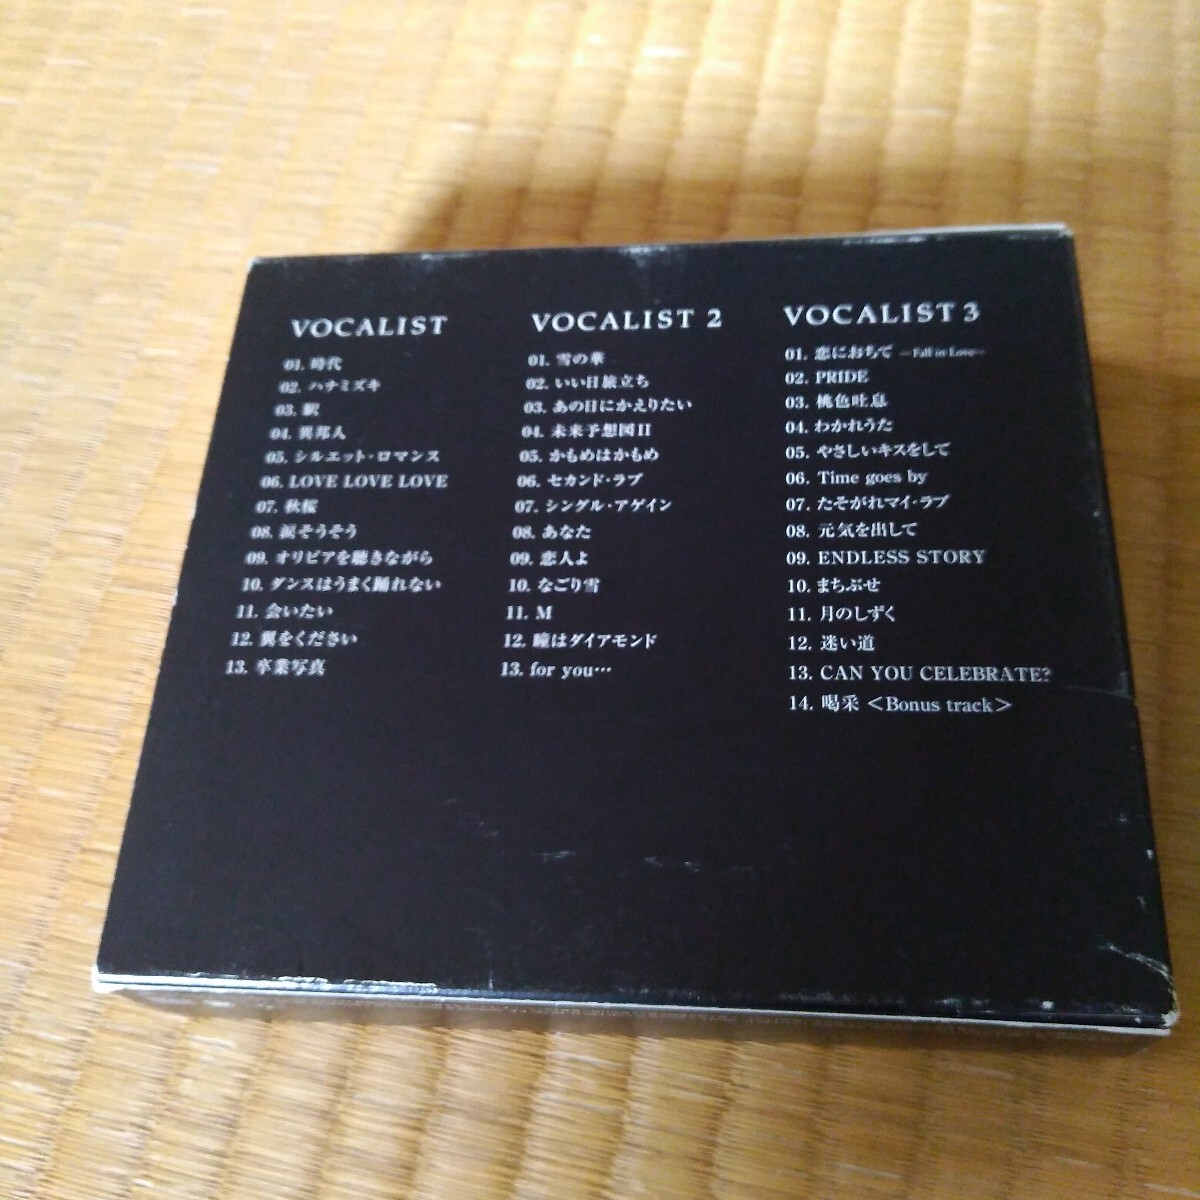 VOCALIST
01. 時代
02. ハナミズキ
03. 駅
04. 異邦人
05. シルエット・ロマンス
06. LOVE LOVE LOVE
07. 秋桜
08. 涙そうそう
09. オリビアを聴きながら
10. ダンスはうまく踊れない
11. 会いたい
12. 翼をください
13. 卒業写真
VOCALIST 2
01. 雪の華
02. いい日旅立ち
03. あの日にかえりたい
04. 未来予想図II
05. かもめはかもめ
06. セカンド・ラブ
07. シングル・アゲイン
08. あなた
09. 恋人よ
10. なごり雪
11. M
12. 瞳はダイアモンド
13. for you…
VOCALIST 3
01. 恋におちて －Fall in Love－
02. PRIDE
03. 桃色吐息
04. わかれうた
05. やさしいキスをして
06. Time goes by
07. たそがれマイ・ラブ
08. 元気を出して
09. ENDLESS STORY
10. まちぶせ
11. 月のしずく
12. 迷い道
13. CAN YOU CELEBRATE?
14. 喝采 ＜Bonus track＞